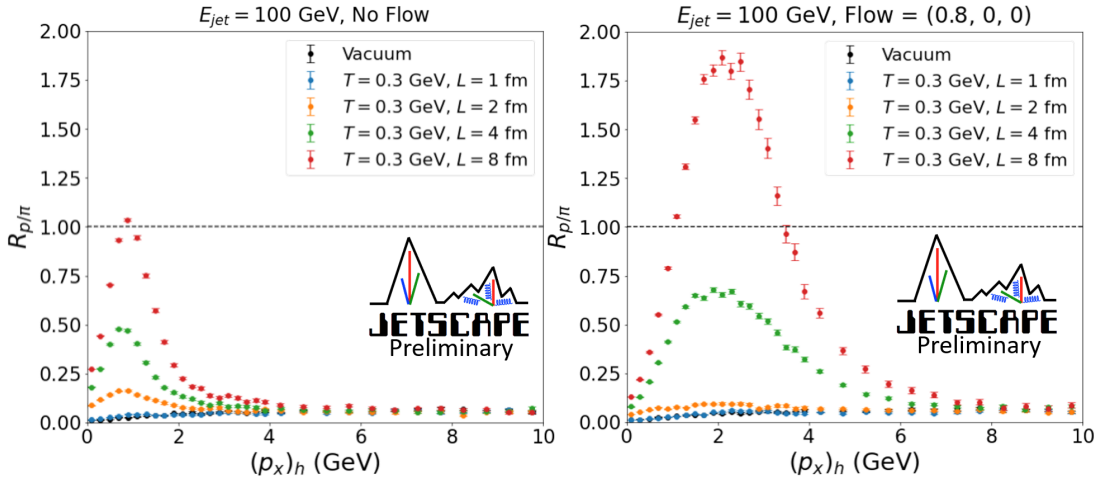 E_jet = 100 GeV, No Flow
2.00
1.75
1.50
1.25
1.00
0.75
0.50
0.25
0.00
R_p/π
Vacuum
T = 0.3 GeV, L = 1 fm
T = 0.3 GeV, L = 2 fm
T = 0.3 GeV, L = 4 fm
T = 0.3 GeV, L = 8 fm
JETSCAPE
Preliminary
0 2 4 6 8 10
(p_x)_h (GeV)
E_jet = 100 GeV, Flow = (0.8, 0, 0)
2.00
1.75
1.50
1.25
1.00
0.75
0.50
0.25
0.00
R_p/π
Vacuum
T = 0.3 GeV, L = 1 fm
T = 0.3 GeV, L = 2 fm
T = 0.3 GeV, L = 4 fm
T = 0.3 GeV, L = 8 fm
JETSCAPE
Preliminary
0 2 4 6 8 10
(p_x)_h (GeV)